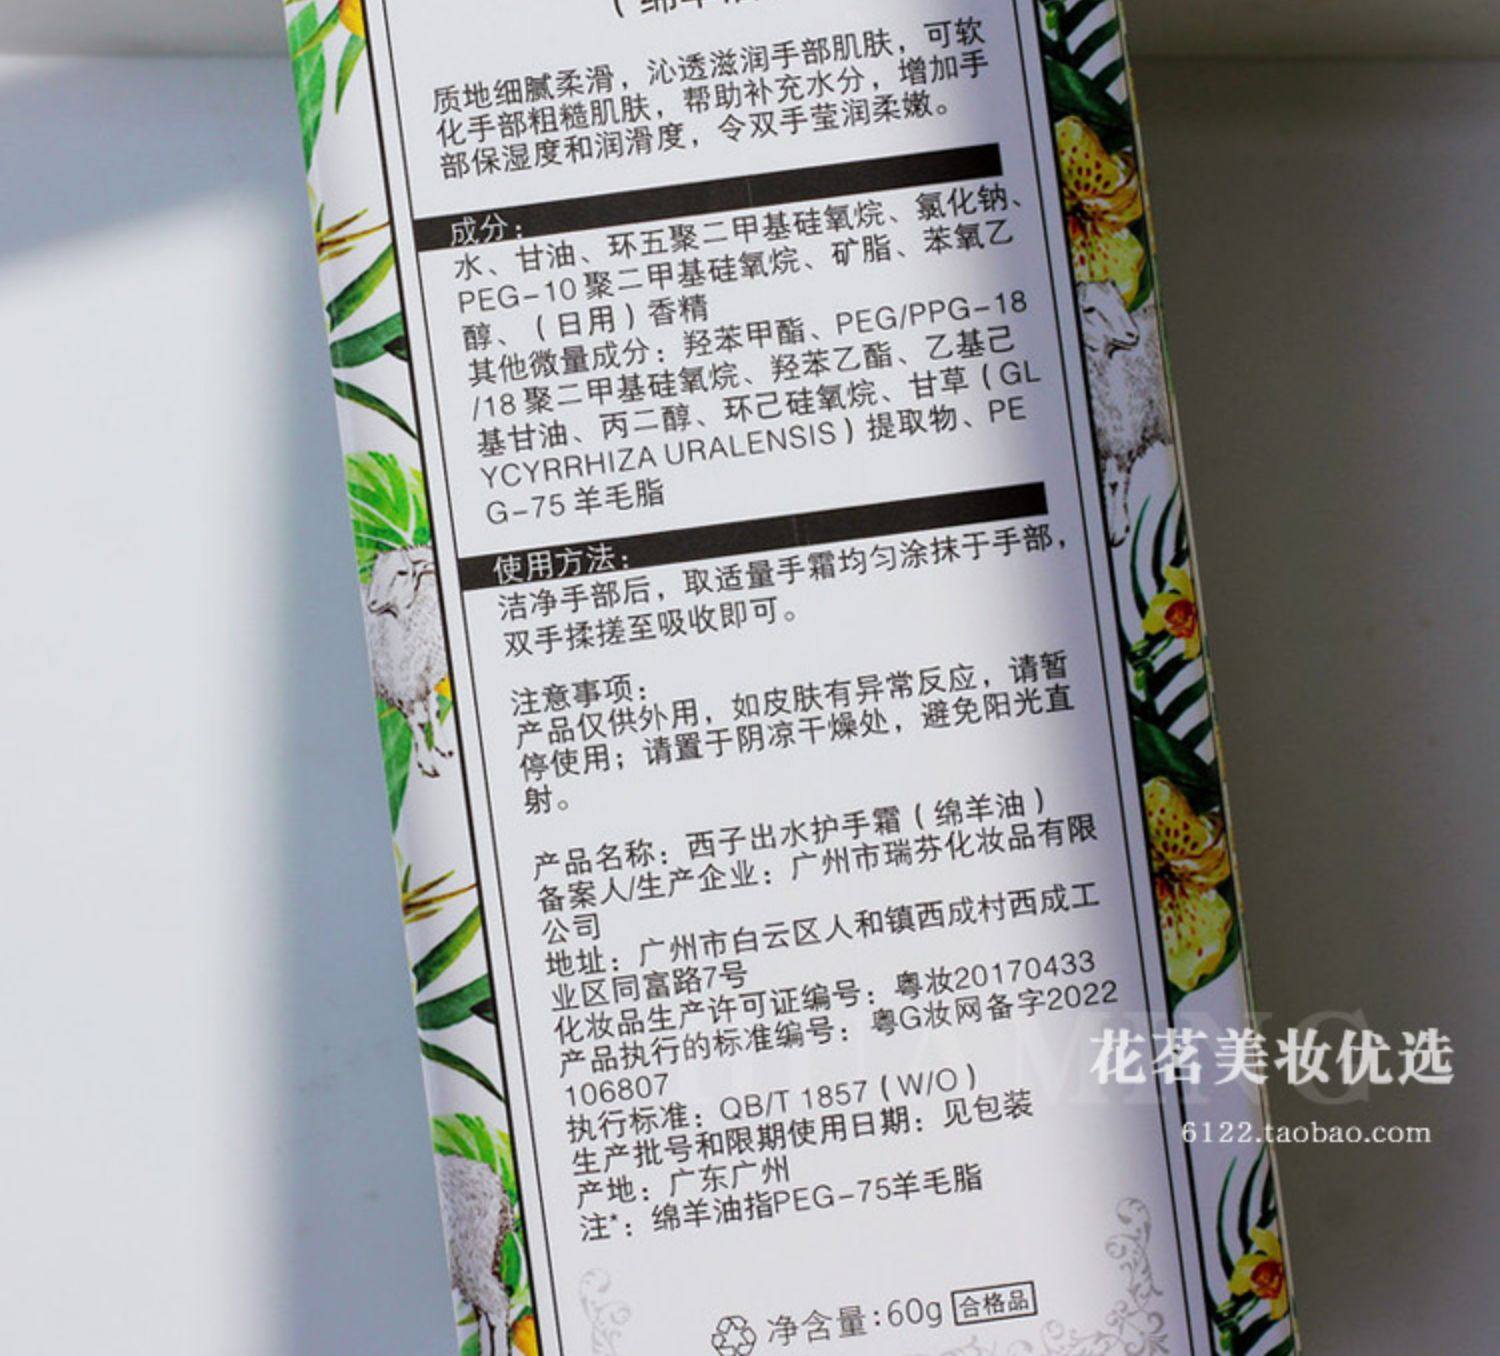 （绵羊油
质地细腻柔滑，沁透滋润手部肌肤，可软
化手部粗糙肌肤，帮助补充水分，增加手
部保湿度和润滑度，令双手莹润柔嫩。
成分：
水、甘油、环五聚二甲基硅氧烷、氯化钠、
PEG-10聚二甲基硅氧烷、矿脂、苯氧乙
醇、（日用）香精
其他微量成分：羟苯甲酯、PEG/PPG-18
/18聚二甲基硅氧烷、羟苯乙酯、乙基己
基甘油、丙二醇、环己硅氧烷、甘草（GL
YCYRRHIZA URALENSIS）提取物、PE
G-75羊毛脂
使用方法：
洁净手部后，取适量手霜均匀涂抹于手部，
双手揉搓至吸收即可。
注意事项：
产品仅供外用，如皮肤有异常反应，请暂
停使用；请置于阴凉干燥处，避免阳光直
射。
产品名称：西子出水护手霜（绵羊油）
备案人/生产企业：广州市瑞芬化妆品有限
公司
地址：广州市白云区人和镇西成村西成工
业区同富路7号
化妆品生产许可证编号：粤妆20170433
产品执行的标准编号：粤G妆网备字2022
106807
执行标准：QB/T 1857（W/O）
生产批号和限期使用日期：见包装
产地：广东广州
注*：绵羊油指PEG-75羊毛脂
净含量:60g 合格品
花茗美妆优选
6122.taobao.com